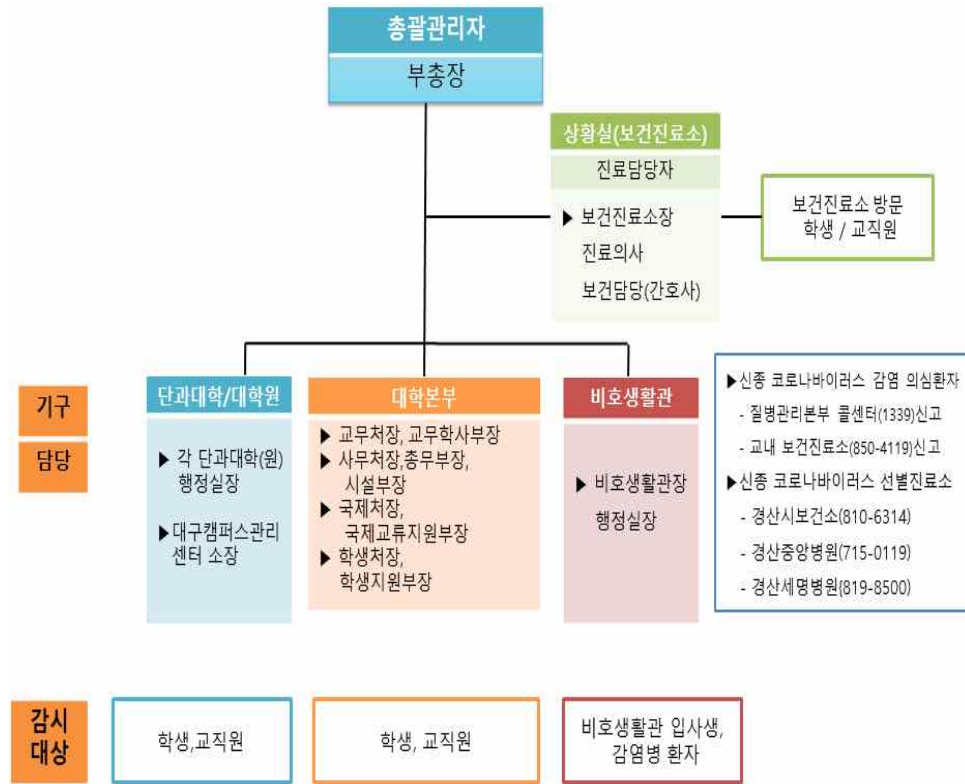 총괄관리자
부총장
상황실(보건진료소)
진료담당자
▶ 보건진료소장
진료의사
보건담당(간호사)
보건진료소 방문
학생 / 교직원
기구
담당
단과대학/대학원
▶ 각 단과대학(원)
행정실장
▶대구캠퍼스관리
센터 소장
대학본부
▶ 교무처장, 교무학사부장
▶ 사무처장,총무부장,
시설부장
▶ 국제처장,
국제교류지원부장
▶ 학생처장,
학생지원부장
비호생활관
▶ 비호생활관장
행정실장
▶신종 코로나바이러스 감염 의심환자
- 질병관리본부 콜센터(1339)신고
- 교내 보건진료소(850-4119)신고
▶신종 코로나바이러스 선별진료소
- 경산시보건소(810-6314)
- 경산중앙병원(715-0119)
- 경산세명병원(819-8500)
감시
대상
학생,교직원
학생, 교직원
비호생활관 입사생,
감염병 환자